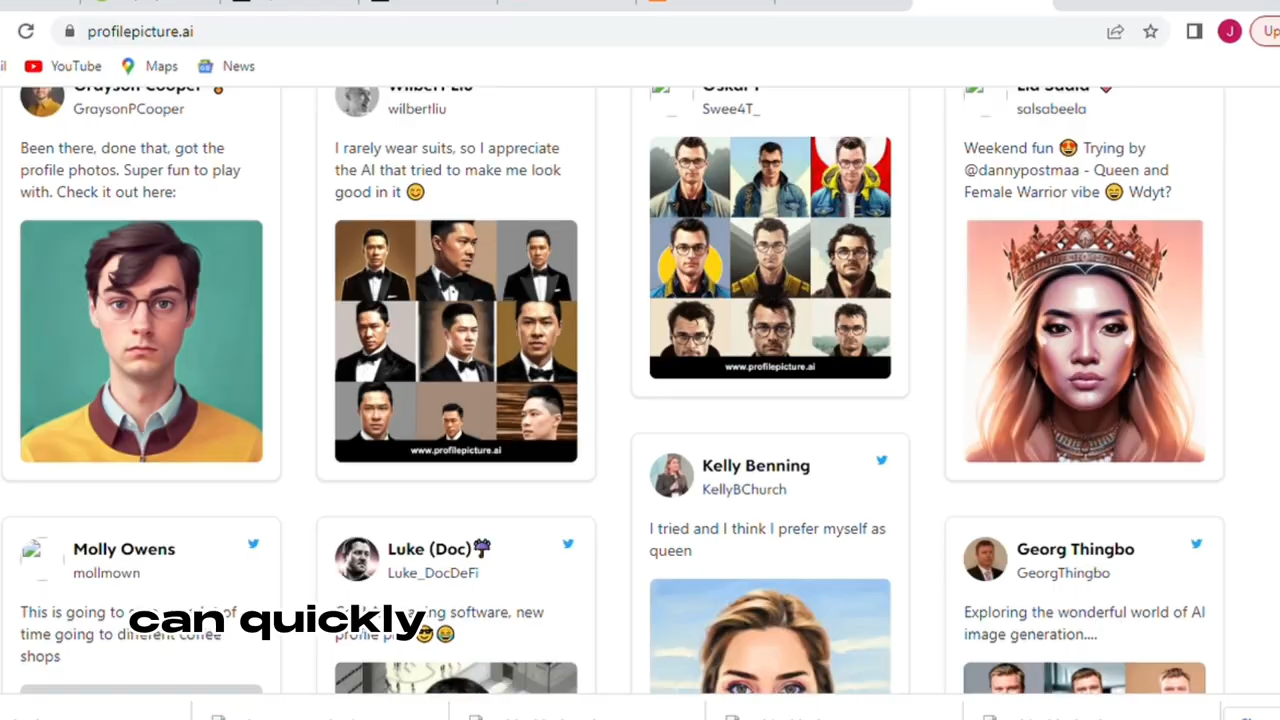 profilepicture.ai
YouTube
Maps
News
Grayson Cooper
GraysonPCooper
Been there, done that, got the
profile photos. Super fun to play
with. Check it out here:
wilbertliu
I rarely wear suits, so I appreciate
the AI that tried to make me look
good in it 😊
www.profilepicture.ai
Swee4T_
www.profilepicture.ai
salsabeela
Weekend fun 🤩 Trying by
@dannypostmaa - Queen and
Female Warrior vibe 😄 Wdyt?
Molly Owens
mollmown
This is going to
time going to different coffee
shops
Luke (Doc)☔
Luke_DocDeFi
software, new
profile
😎😂
Kelly Benning
KellyBChurch
I tried and I think I prefer myself as
queen
Georg Thingbo
GeorgThingbo
Exploring the wonderful world of AI
image generation....
can quickly